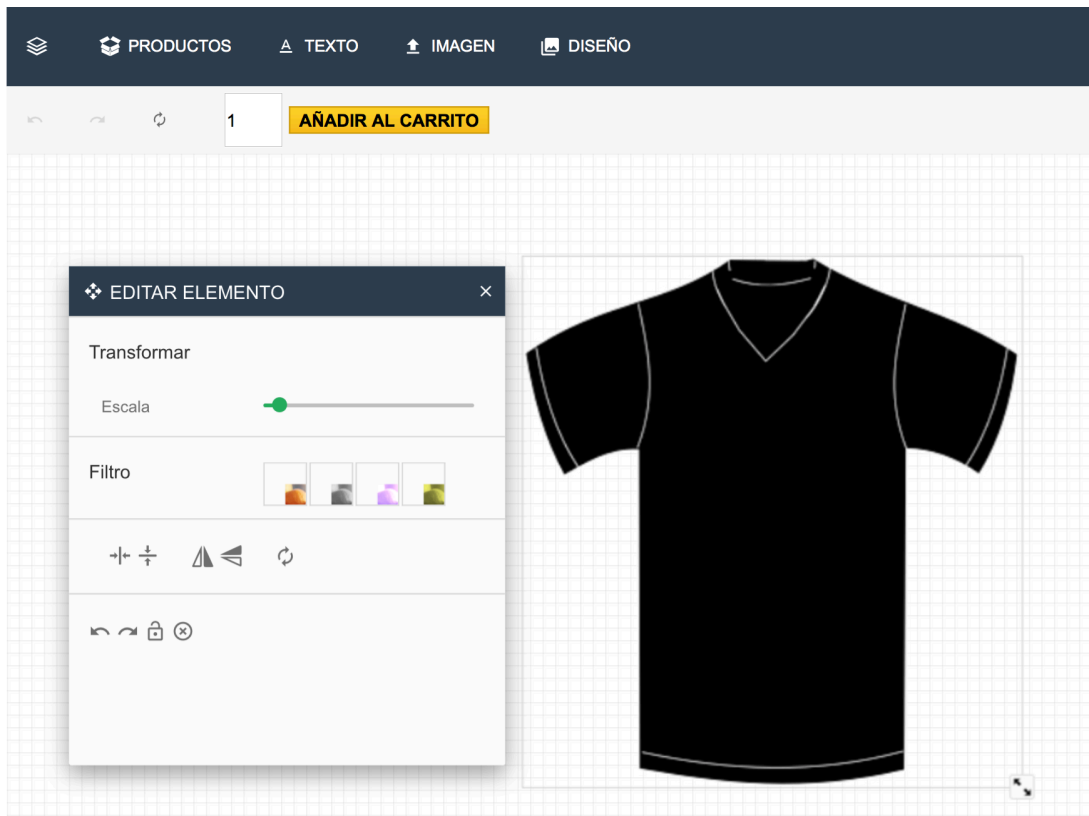 PRODUCTOS
TEXTO
IMAGEN
DISEÑO
1
AÑADIR AL CARRITO
EDITAR ELEMENTO
Transformar
Escala
Filtro